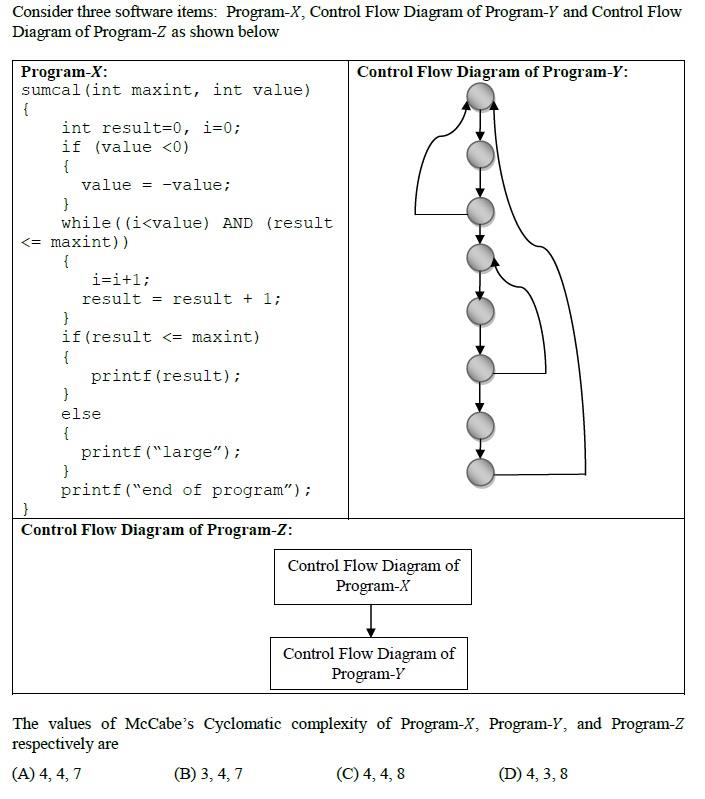 Consider three software items: Program-X, Control Flow Diagram of Program-Y and Control Flow
Diagram of Program-Z as shown below
Program-X:
sumcal(int maxint, int value)
{
int result=0, i=0;
if (value <0)
{
value = -value;
}
while((i<value) AND (result
<= maxint))
{
i=i+1;
result = result + 1;
}
if(result <= maxint)
{
printf(result);
}
else
{
printf(“large”);
}
printf(“end of program”);
}
Control Flow Diagram of Program-Y:
Control Flow Diagram of Program-Z:
Control Flow Diagram of
Program-X
Control Flow Diagram of
Program-Y
The values of McCabe’s Cyclomatic complexity of Program-X, Program-Y, and Program-Z
respectively are
(A) 4, 4, 7 (B) 3, 4, 7 (C) 4, 4, 8 (D) 4, 3, 8